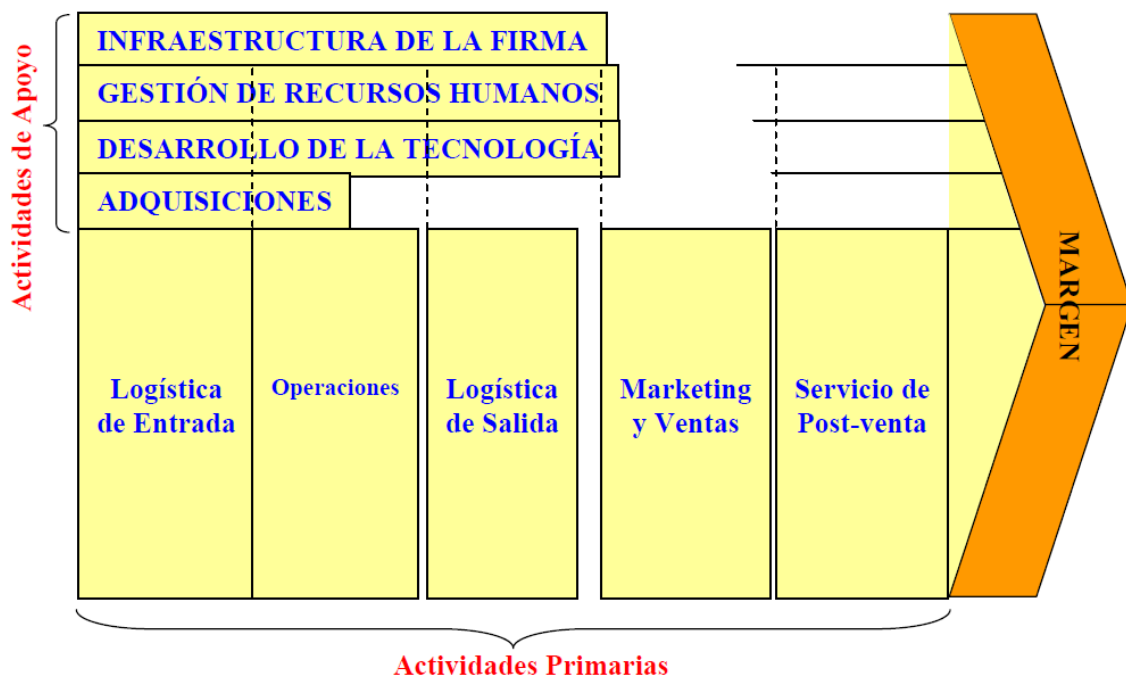 Actividades de Apoyo
INFRAESTRUCTURA DE LA FIRMA
GESTIÓN DE RECURSOS HUMANOS
DESARROLLO DE LA TECNOLOGÍA
ADQUISICIONES
Logística
de Entrada
Operaciones
Logística
de Salida
Marketing
y Ventas
Servicio de
Post-venta
MARGEN
Actividades Primarias